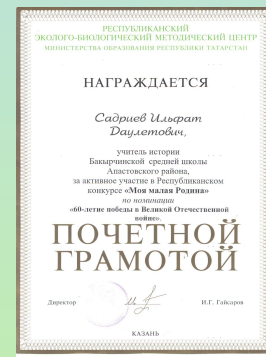 РЕСПУБЛИКАНСКИЙ
ЭКОЛОГО-БИОЛОГИЧЕСКИЙ МЕТОДИЧЕСКИЙ ЦЕНТР
МИНИСТЕРСТВА ОБРАЗОВАНИЯ РЕСПУБЛИКИ ТАТАРСТАН
НАГРАЖДАЕТСЯ
Садриев Ильфат
Даулетович,
учитель истории
Бакырчинской средней школы
Апастовского района,
за активное участие в Республиканском
конкурсе «Моя малая Родина»
по номинации
«60-летие победы в Великой Отечественной
войне».
ПОЧЕТНОЙ
ГРАМОТОЙ
Директор И.Г. Гайсаров
КАЗАНЬ